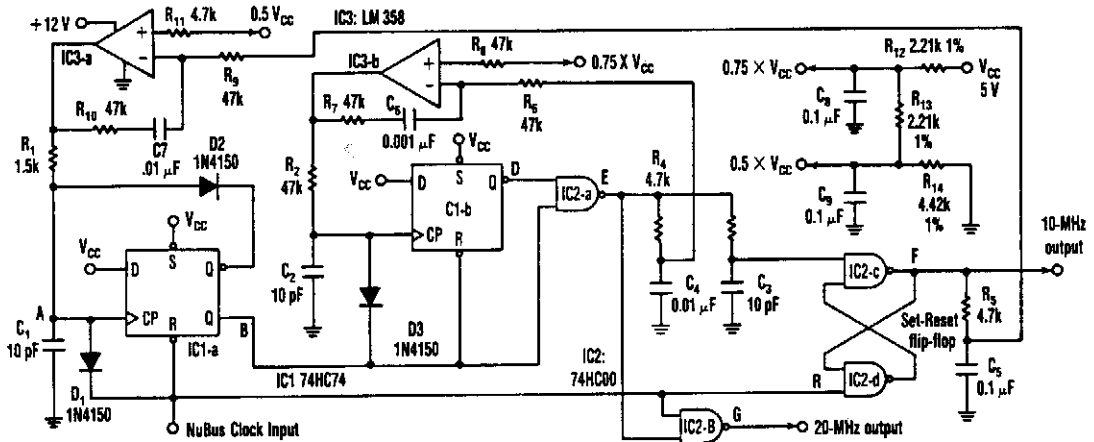 +12 V
R11 4.7k
0.5 VCC
IC3: LM 358
IC3-a
R9
47k
R10 47k
C7
.01 µF
R1
1.5k
D2
1N4150
VCC
VCC
D
S
Q
A
CP
R
Q
B
IC1-a
C1
10 pF
D1
1N4150
NuBus Clock Input
IC1 74HC74
IC3-b
R8 47k
0.75 X VCC
R7 47k
C6
0.001 µF
R6
47k
R2
47k
VCC
VCC
D
S
Q
D
C1-b
CP
R
C2
10 pF
D3
1N4150
IC2-a
E
R4
4.7k
C4
0.01 µF
C3
10 pF
IC2:
74HC00
R12 2.21k 1%
0.75 × VCC
VCC
5 V
C8
0.1 µF
R13
2.21k
1%
0.5 × VCC
C9
0.1 µF
R14
4.42k
1%
10-MHz
output
IC2-c
F
Set-Reset
flip-flop
R5
4.7k
R
IC2-d
C5
0.1 µF
IC2-B
G
20-MHz output